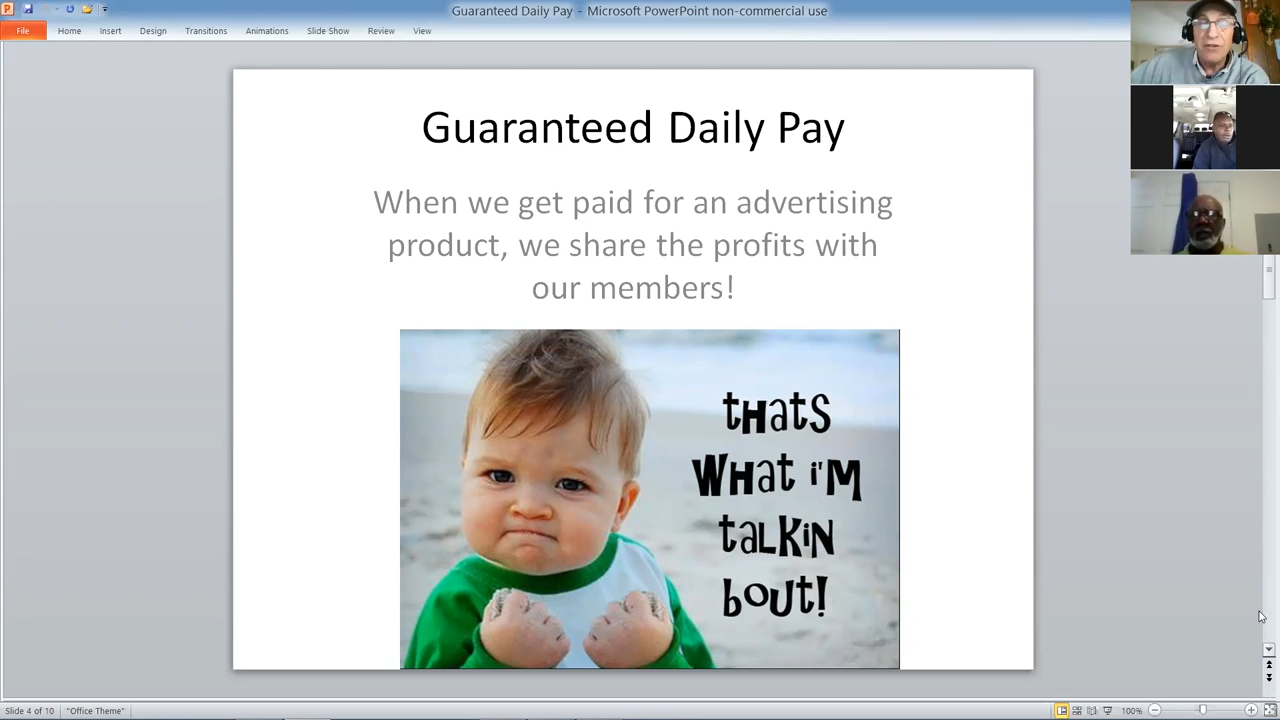 Guaranteed Daily Pay - Microsoft PowerPoint non-commercial use
File Home Insert Design Transitions Animations Slide Show Review View
Guaranteed Daily Pay
When we get paid for an advertising
product, we share the profits with
our members!
tHatS
WHat i'M
taLKiN
bOUt!
Slide 4 of 10 "Office Theme" 100%